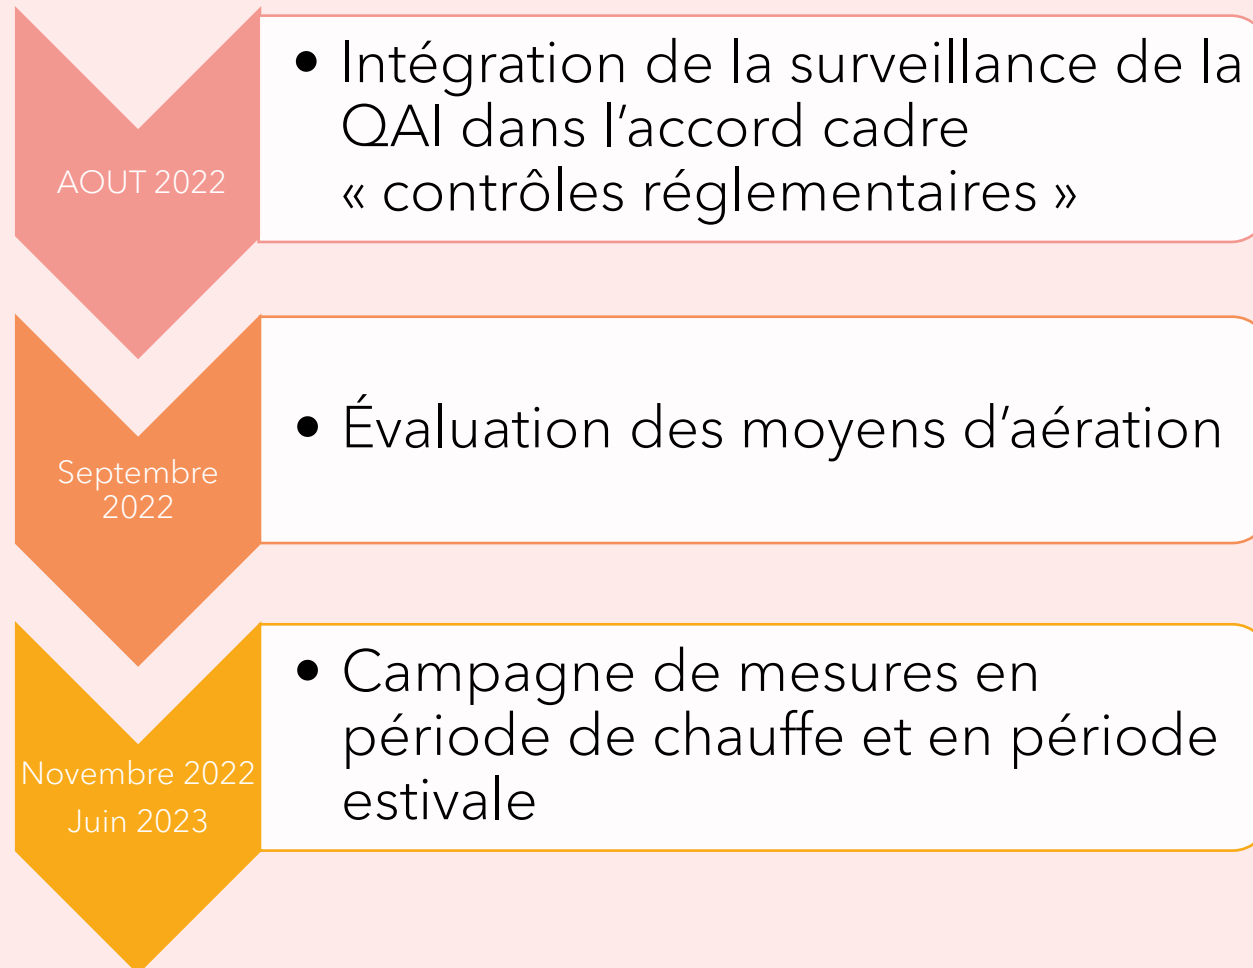 AOUT 2022
• Intégration de la surveillance de la
QAI dans l’accord cadre
« contrôles réglementaires »
Septembre
2022
• Évaluation des moyens d’aération
Novembre 2022
Juin 2023
• Campagne de mesures en
période de chauffe et en période
estivale